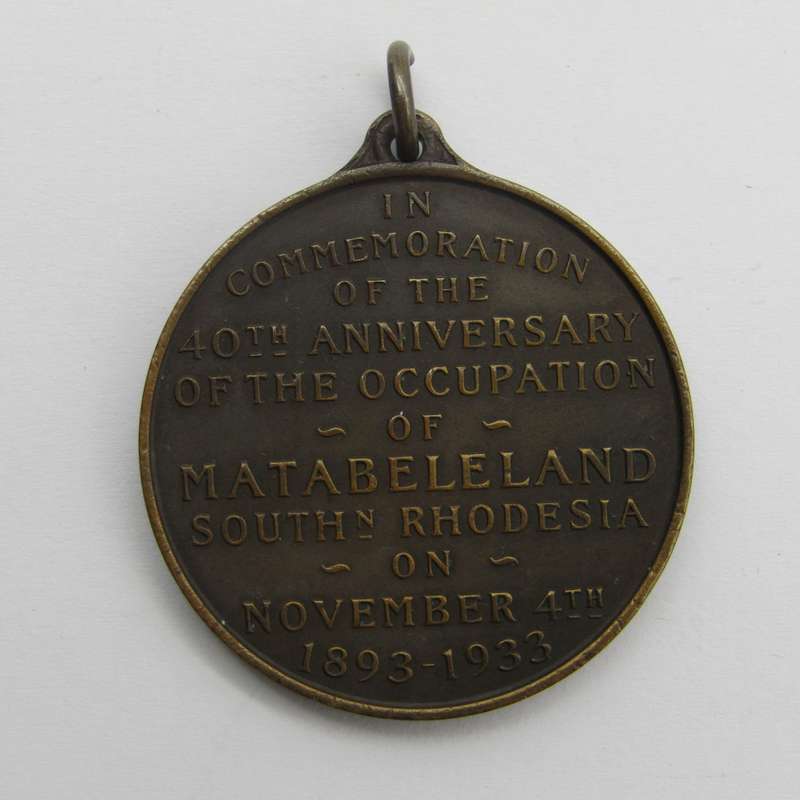 IN
COMMEMORATION
OF THE
40TH ANNIVERSARY
OF THE OCCUPATION
~ OF ~
MATABELELAND
SOUTHN RHODESIA
~ ON ~
NOVEMBER 4TH
1893-1933